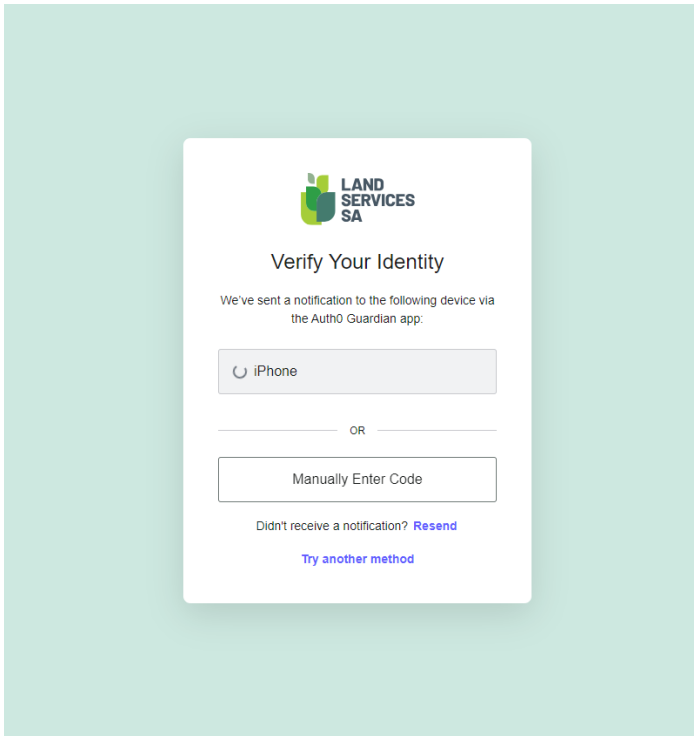 LAND
SERVICES
SA
Verify Your Identity
We've sent a notification to the following device via
the Auth0 Guardian app:
iPhone
OR
Manually Enter Code
Didn't receive a notification? Resend
Try another method